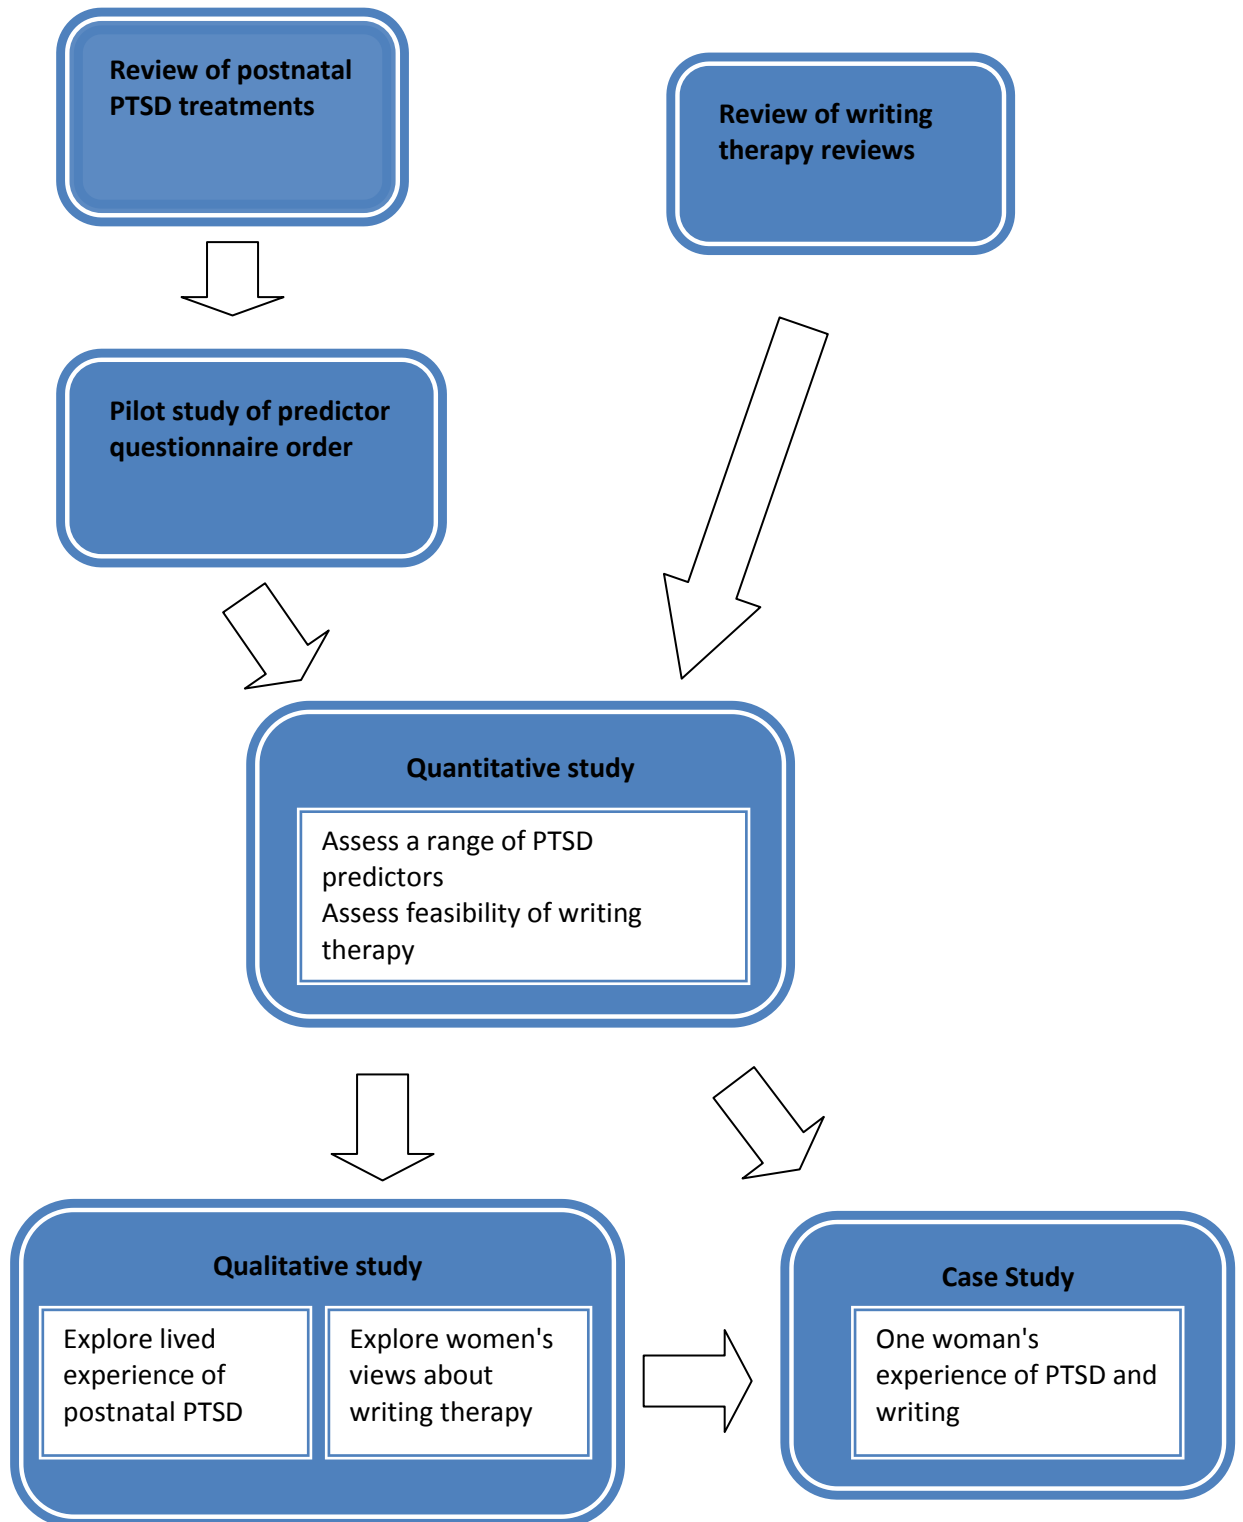 Review of postnatal
PTSD treatments
Review of writing
therapy reviews
Pilot study of predictor
questionnaire order
Quantitative study
Assess a range of PTSD
predictors
Assess feasibility of writing
therapy
Qualitative study
Explore lived
experience of
postnatal PTSD
Explore women's
views about
writing therapy
Case Study
One woman's
experience of PTSD and
writing